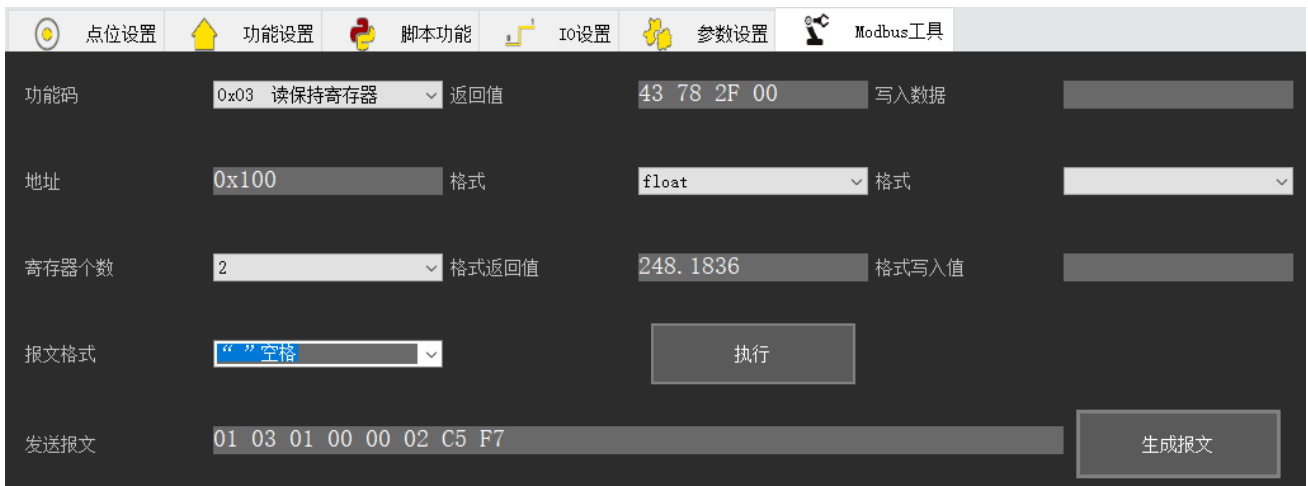 点位设置 功能设置 脚本功能 IO设置 参数设置 Modbus工具
功能码 0x03 读保持寄存器 返回值 43 78 2F 00 写入数据
地址 0x100 格式 float 格式
寄存器个数 2 格式返回值 248.1836 格式写入值
报文格式 “ ”空格 执行
发送报文 01 03 01 00 00 02 C5 F7 生成报文